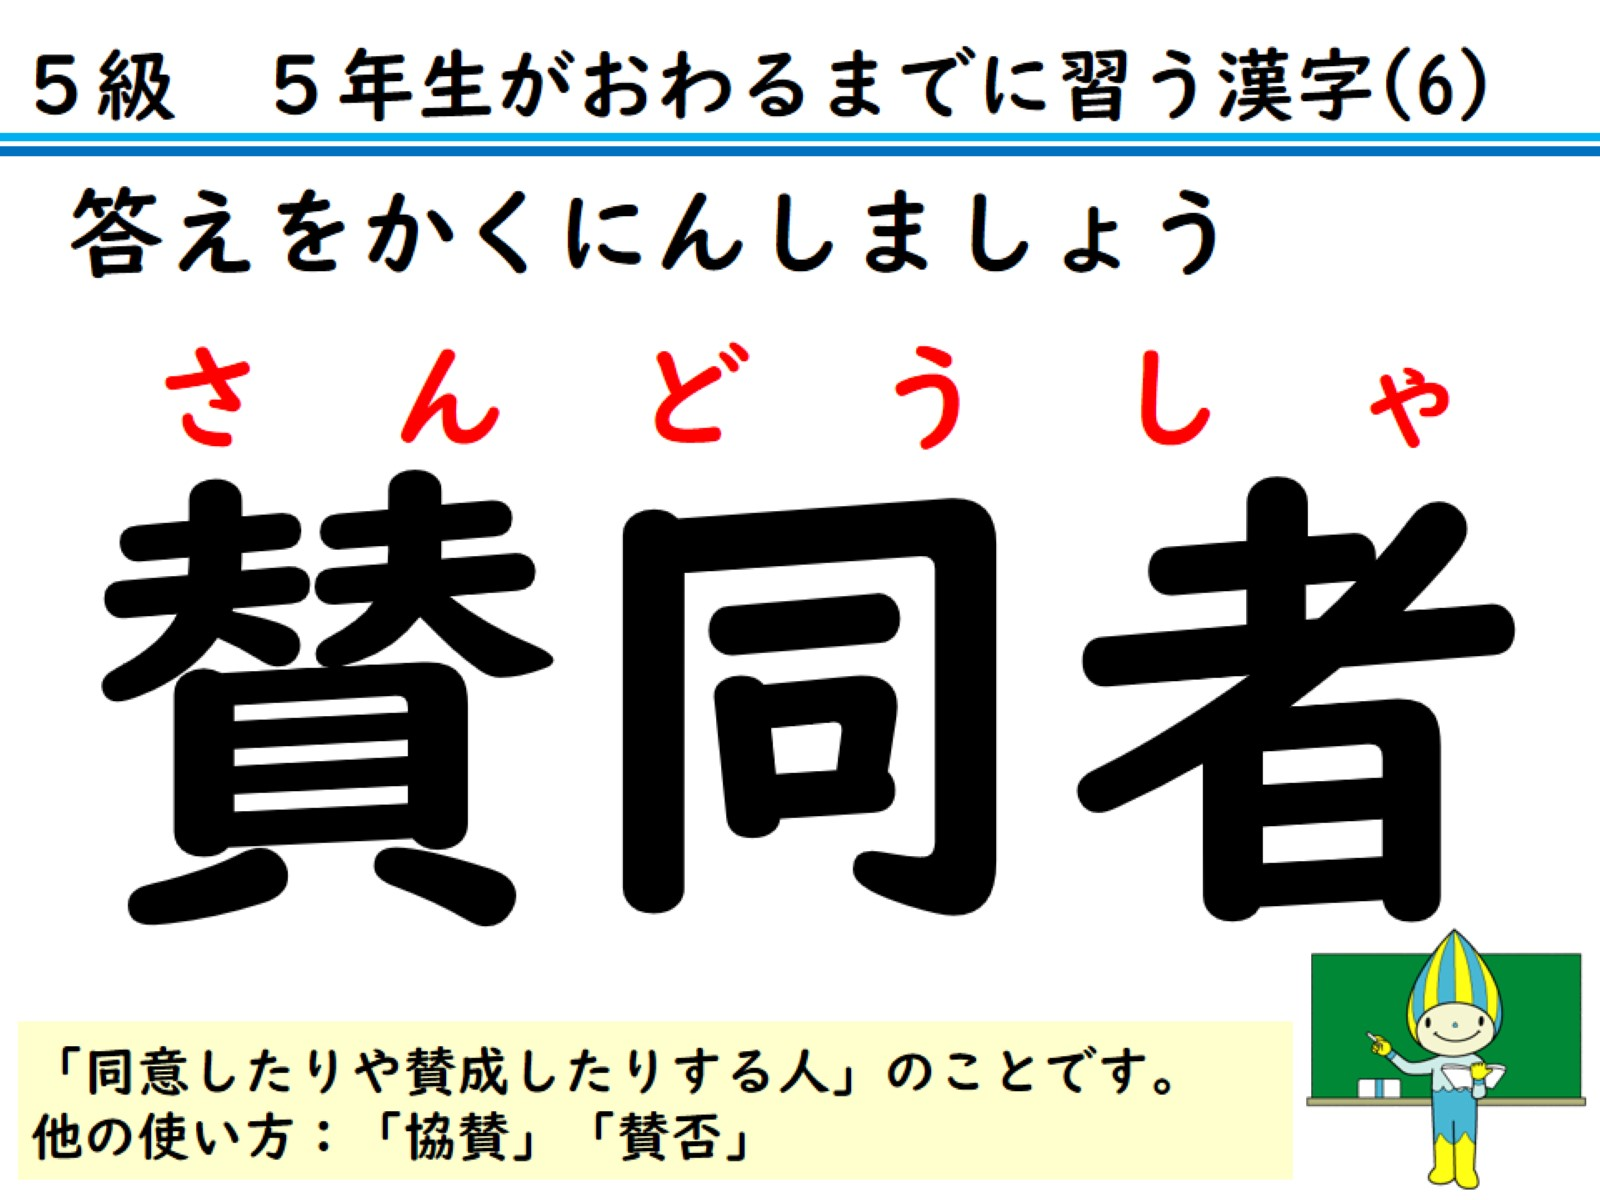 ５級　５年生がおわるまでに習う漢字(6)
答えをかくにんしましょう
さんどうしゃ
賛同者
「同意したりや賛成したりする人」のことです。
他の使い方：「協賛」「賛否」